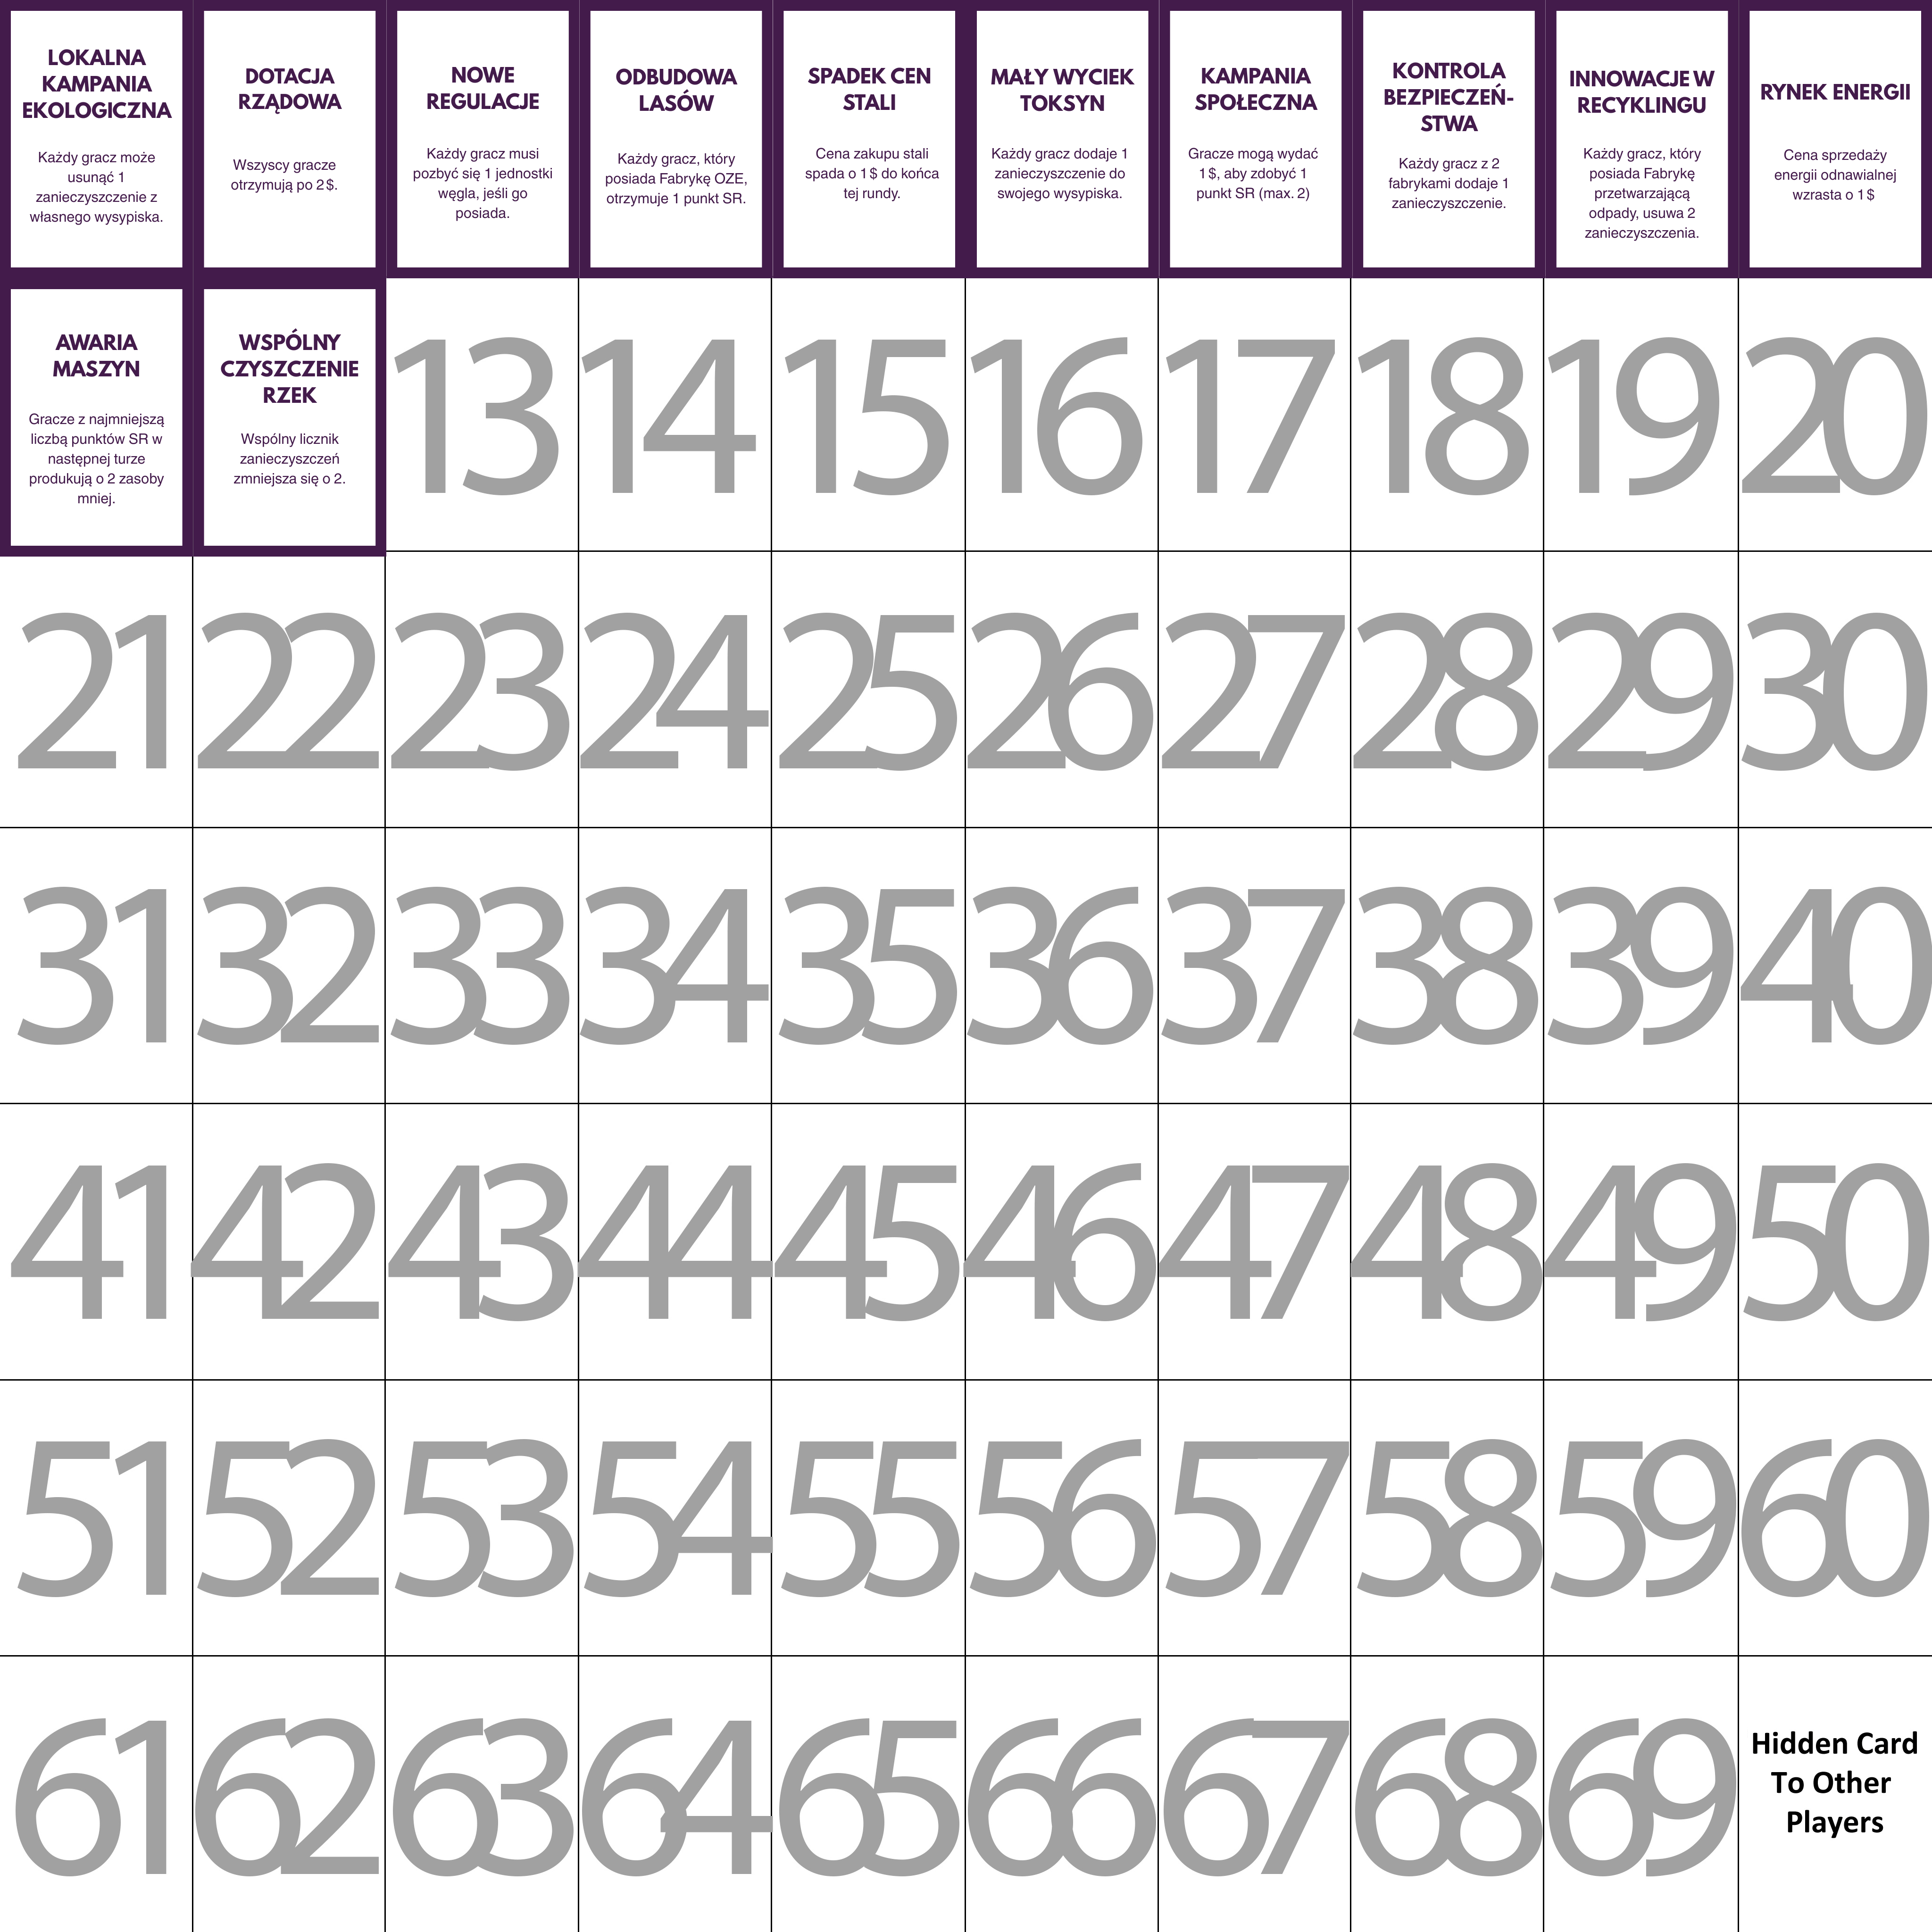 LOKALNA
KAMPANIA
EKOLOGICZNA
Każdy gracz może
usunąć 1
zanieczyszczenie z
własnego wysypiska.
DOTACJA
RZĄDOWA
Wszyscy gracze
otrzymują po 2$.
NOWE
REGULACJE
Każdy gracz musi
pozbyć się 1 jednostki
węgla, jeśli go
posiada.
ODBUDOWA
LASÓW
Każdy gracz, który
posiada Fabrykę OZE,
otrzymuje 1 punkt SR.
SPADEK CEN
STALI
Cena zakupu stali
spada o 1$ do końca
tej rundy.
MAŁY WYCIEK
TOKSYN
Każdy gracz dodaje 1
zanieczyszczenie do
swojego wysypiska.
KAMPANIA
SPOŁECZNA
Gracze mogą wydać
1$, aby zdobyć 1
punkt SR (max. 2)
KONTROLA
BEZPIECZEŃ-
STWA
Każdy gracz z 2
fabrykami dodaje 1
zanieczyszczenie.
INNOWACJE W
RECYKLINGU
Każdy gracz, który
posiada Fabrykę
przetwarzającą
odpady, usuwa 2
zanieczyszczenia.
RYNEK ENERGII
Cena sprzedaży
energii odnawialnej
wzrasta o 1$
AWARIA
MASZYN
Gracze z najmniejszą
liczbą punktów SR w
następnej turze
produkują o 2 zasoby
mniej.
WSPÓLNY
CZYSZCZENIE
RZEK
Wspólny licznik
zanieczyszczeń
zmniejsza się o 2.
13
14
15
16
17
18
19
20
21
22
23
24
25
26
27
28
29
30
31
32
33
34
35
36
37
38
39
40
41
42
43
44
45
46
47
48
49
50
51
52
53
54
55
56
57
58
59
60
61
62
63
64
65
66
67
68
69
Hidden Card
To Other
Players